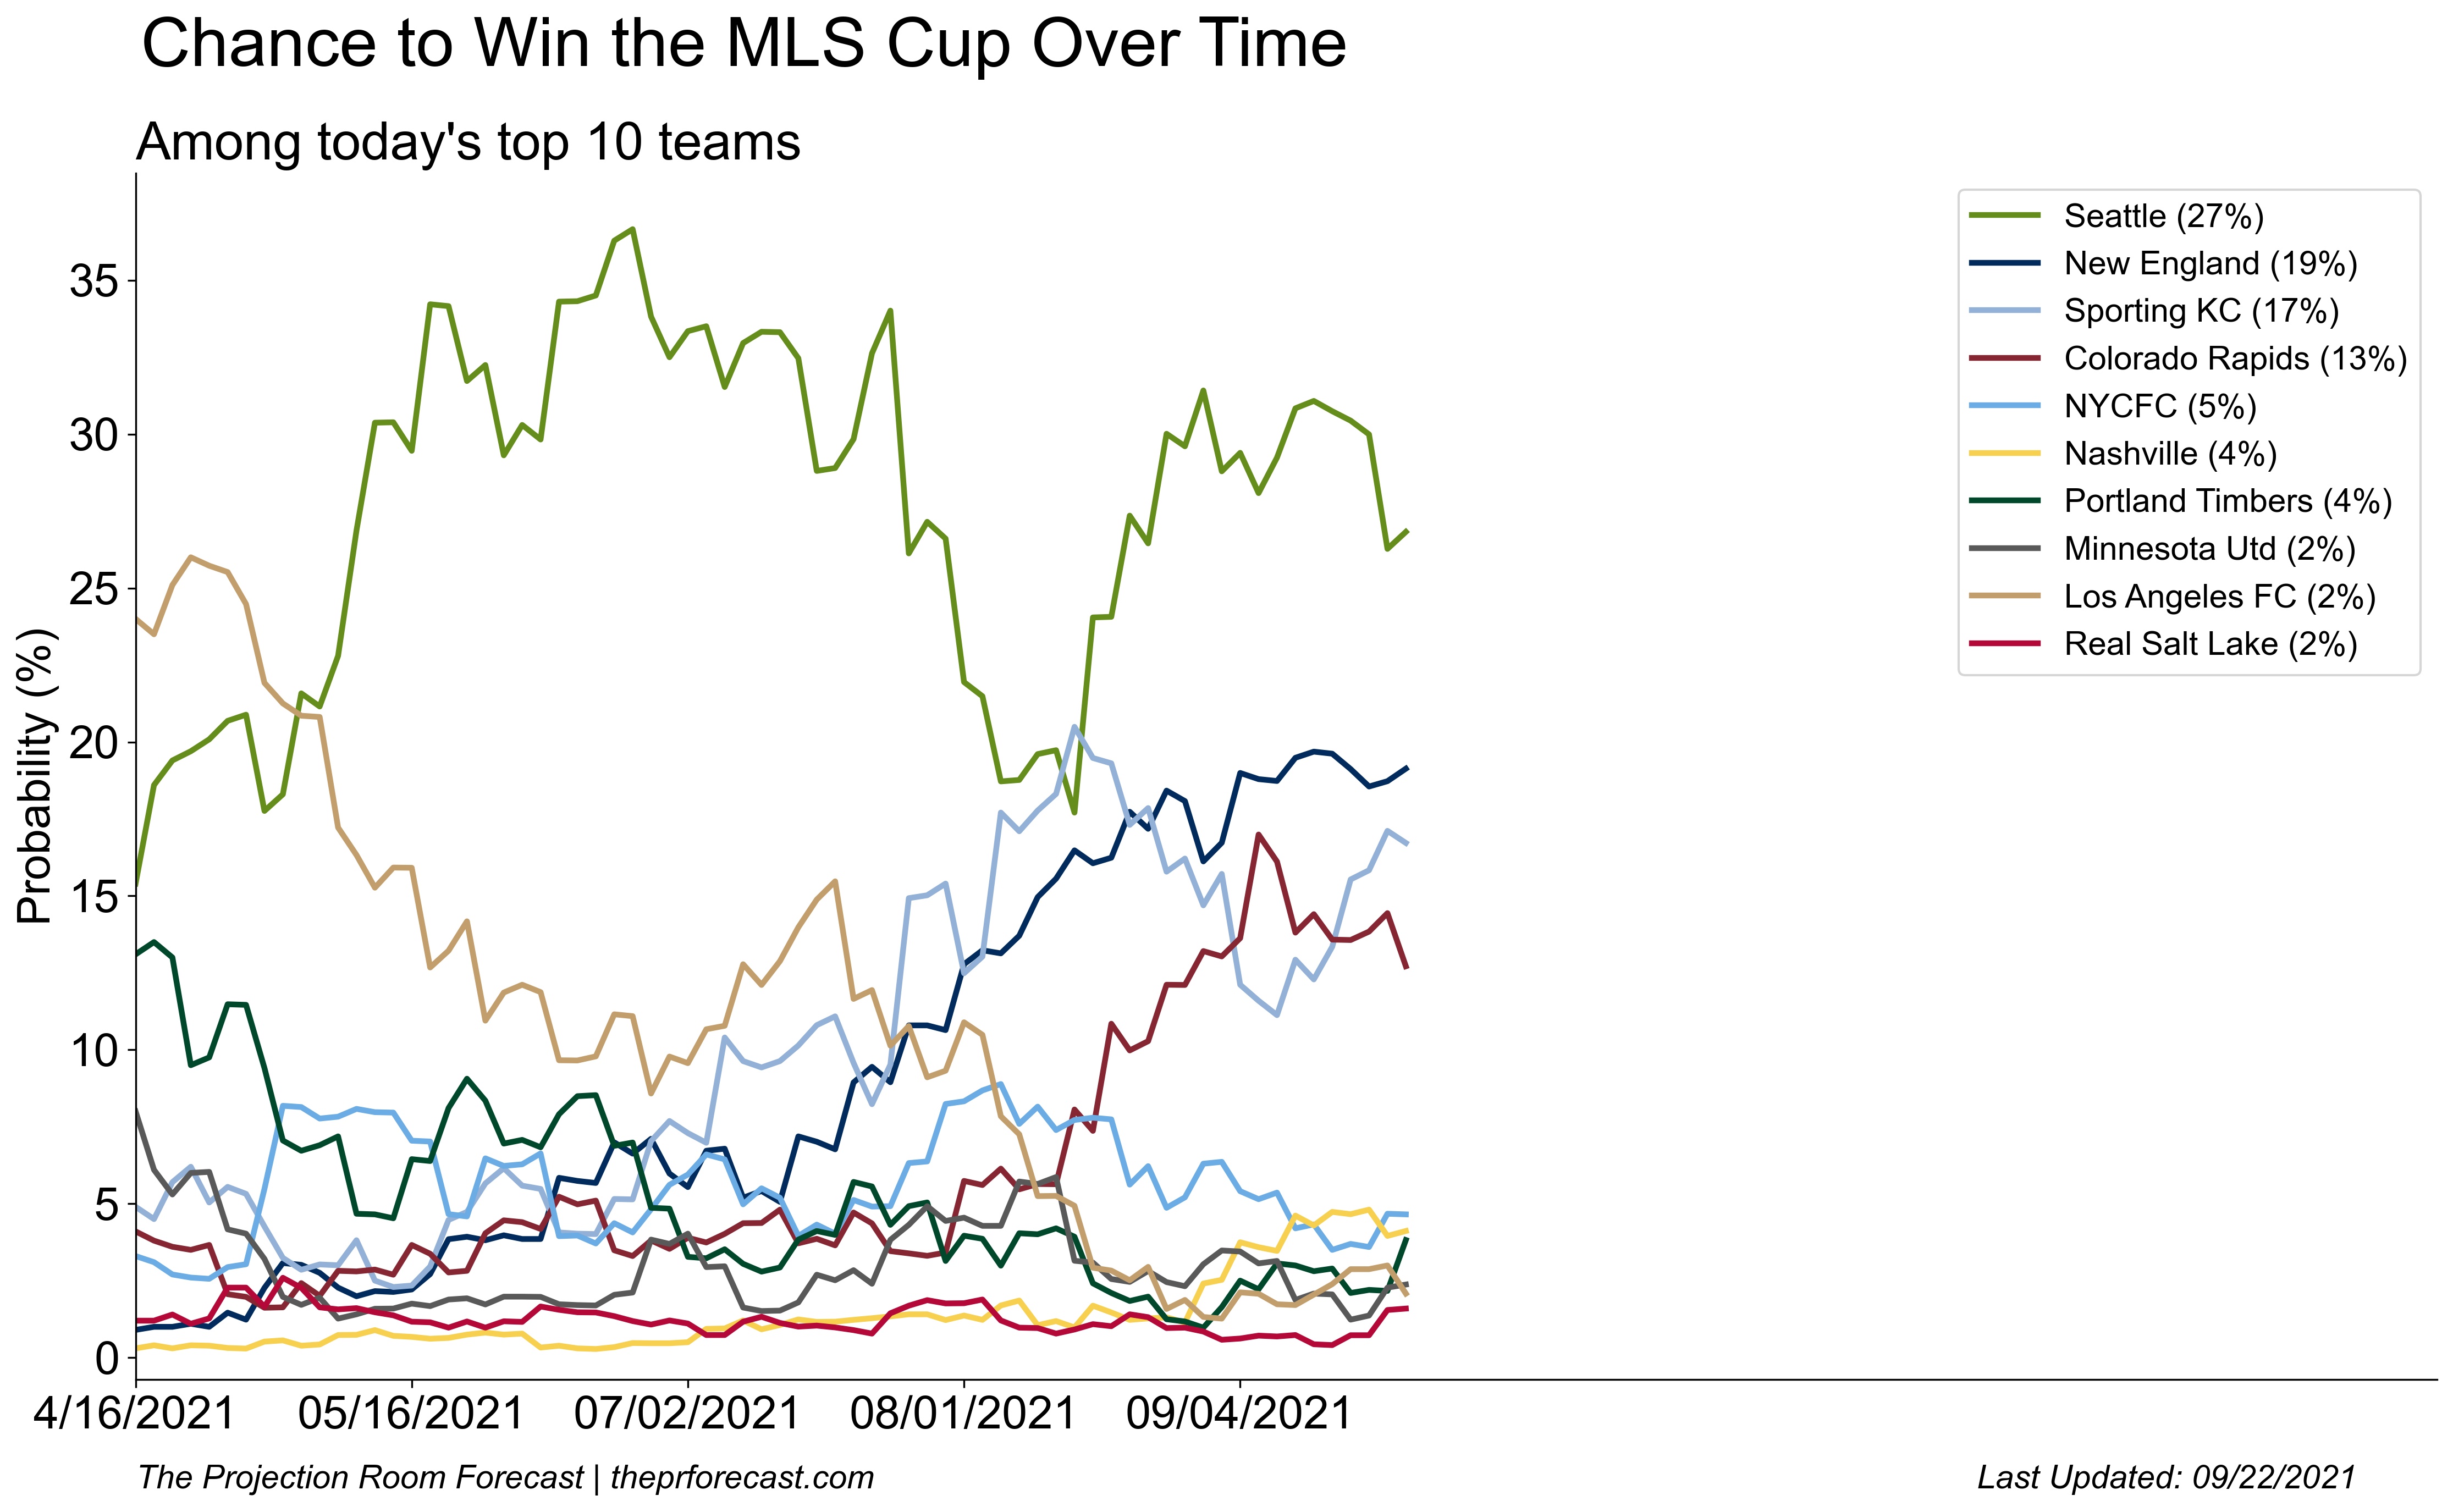 Chance to Win the MLS Cup Over Time
Among today's top 10 teams
Seattle (27%)
New England (19%)
Sporting KC (17%)
Colorado Rapids (13%)
NYCFC (5%)
Nashville (4%)
Portland Timbers (4%)
Minnesota Utd (2%)
Los Angeles FC (2%)
Real Salt Lake (2%)
Probability (%)
35
30
25
20
15
10
5
0
4/16/2021 05/16/2021 07/02/2021 08/01/2021 09/04/2021
The Projection Room Forecast | theprforecast.com
Last Updated: 09/22/2021